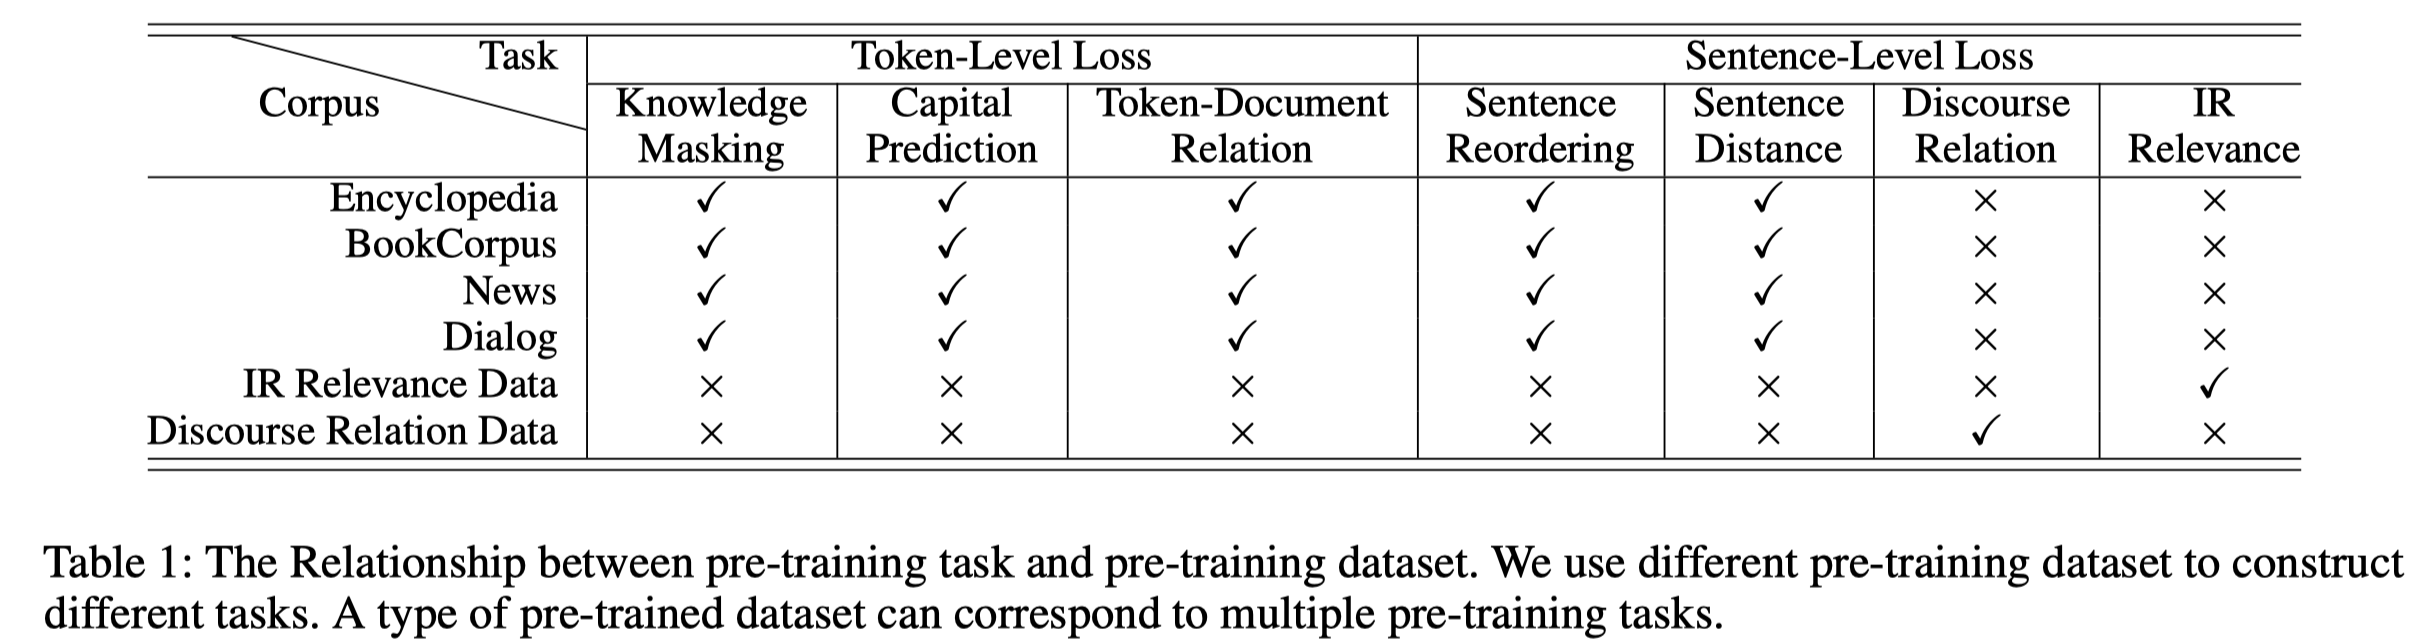 Task Token-Level Loss Sentence-Level Loss
Corpus Knowledge Capital Token-Document Sentence Sentence Discourse IR
Masking Prediction Relation Reordering Distance Relation Relevance
Encyclopedia ✓ ✓ ✓ ✓ ✓ × ×
BookCorpus ✓ ✓ ✓ ✓ ✓ × ×
News ✓ ✓ ✓ ✓ ✓ × ×
Dialog ✓ ✓ ✓ ✓ ✓ × ×
IR Relevance Data × × × × × × ✓
Discourse Relation Data × × × × × ✓ ×
Table 1: The Relationship between pre-training task and pre-training dataset. We use different pre-training dataset to construct
different tasks. A type of pre-trained dataset can correspond to multiple pre-training tasks.